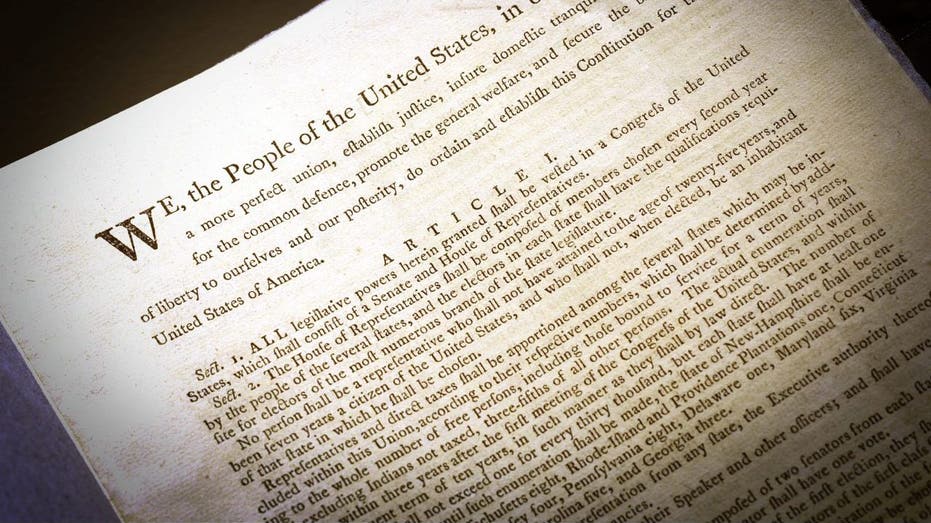 WE, the People of the United States, in
a more perfect union, eſtabliſh juſtice, inſure domeſtic tranqui
for the common defence, promote the general welfare, and ſecure the
of liberty to ourſelves and our poſterity, do ordain and eſtabliſh this Conſtitution for
United States of America.
ARTICLE I.
Sect. 1. ALL legiſlative powers herein granted ſhall be veſted in a Congreſs of the United
States, which ſhall conſiſt of a Senate and Houſe of Repreſentatives.
Sect. 2. The Houſe of Repreſentatives ſhall be compoſed of members choſen every ſecond year
by the people of the ſeveral ſtates, and the electors in each ſtate ſhall have the qualifications requi-
ſite for electors of the moſt numerous branch of the ſtate legiſlature.
No perſon ſhall be a repreſentative who ſhall not have attained to the age of twenty-five years, and
been ſeven years a citizen of the United States, and who ſhall not, when elected, be an inhabitant
of that ſtate in which he ſhall be choſen.
Repreſentatives and direct taxes ſhall be apportioned among the ſeveral ſtates which may be in-
cluded within this Union, according to their reſpective numbers, which ſhall be determined by add-
ing to the whole number of free perſons, including thoſe bound to ſervice for a term of years,
excluding Indians not taxed, three-fifths of all other perſons. The actual enumeration ſhall
within three years after the firſt meeting of the Congreſs of the United States, and within
ent term of ten years, in ſuch manner as they ſhall by law direct. The number of
all not exceed one for every thirty thouſand, but each ſtate ſhall have at leaſt one
ntil ſuch enumeration ſhall be made, the ſtate of New-Hampſhire ſhall be en-
chuſetts eight, Rhode-Iſland and Providence Plantations one, Connecticut
y four, Pennſylvania eight, Delaware one, Maryland ſix, Virginia
rolina five, and Georgia three.
reſentation from any ſtate, the Executive authority thereo
ncies.
heir Speaker and other officers; and ſhall have
mpoſed of two ſenators from each
ſhall have one vote.
f the firſt election, they
of the firſt claſs
ation of the